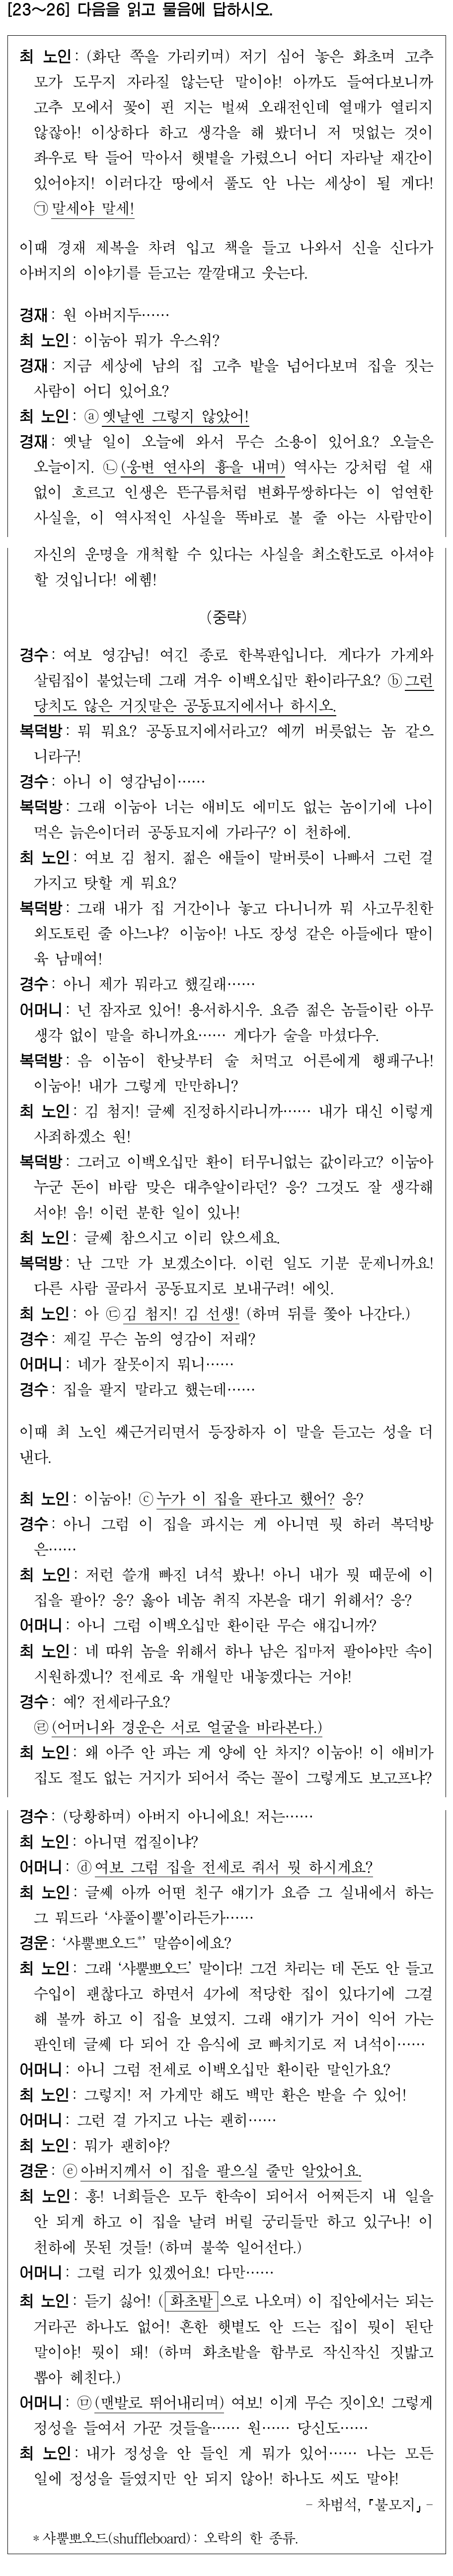 [23～26] 다음을 읽고 물음에 답하시오.
최 노인: (화단 쪽을 가리키며) 저기 심어 놓은 화초며 고추
모가 도무지 자라질 않는단 말이야! 아까도 들여다보니까
고추 모에서 꽃이 핀 지는 벌써 오래전인데 열매가 열리지
않잖아! 이상하다 하고 생각을 해 봤더니 저 멋없는 것이
좌우로 탁 들어 막아서 햇볕을 가렸으니 어디 자라날 재간이
있어야지! 이러다간 땅에서 풀도 안 나는 세상이 될 게다!
㉠말세야 말세!
이때 경재 제복을 차려 입고 책을 들고 나와서 신을 신다가
아버지의 이야기를 듣고는 깔깔대고 웃는다.
경재: 원 아버지두……
최 노인: 이놈아 뭐가 우스워?
경재: 지금 세상에 남의 집 고추 밭을 넘어다보며 집을 짓는
사람이 어디 있어요?
최 노인: ⓐ옛날엔 그렇지 않았어!
경재: 옛날 일이 오늘에 와서 무슨 소용이 있어요? 오늘은
오늘이지. ㉡(웅변 연사의 흉을 내며) 역사는 강처럼 쉴 새
없이 흐르고 인생은 뜬구름처럼 변화무쌍하다는 이 엄연한
사실을, 이 역사적인 사실을 똑바로 볼 줄 아는 사람만이
자신의 운명을 개척할 수 있다는 사실을 최소한도로 아셔야
할 것입니다! 에헴!
(중략)
경수: 여보 영감님! 여긴 종로 한복판입니다. 게다가 가게와
살림집이 붙었는데 그래 겨우 이백오십만 환이라구요? ⓑ그런
당치도 않은 거짓말은 공동묘지에서나 하시오.
복덕방: 뭐 뭐요? 공동묘지에서라고? 예끼 버릇없는 놈 같으
니라구!
경수: 아니 이 영감님이……
복덕방: 그래 이놈아 너는 애비도 에미도 없는 놈이기에 나이
먹은 늙은이더러 공동묘지에 가라구? 이 천하에.
최 노인: 여보 김 첨지. 젊은 애들이 말버릇이 나빠서 그런 걸
가지고 탓할 게 뭐요?
복덕방: 그래 내가 집 거간이나 놓고 다니니까 뭐 사고무친한
외도토린 줄 아느냐? 이놈아! 나도 장성 같은 아들에다 딸이
육 남매여!
경수: 아니 제가 뭐라고 했길래……
어머니: 넌 잠자코 있어! 용서하시우. 요즘 젊은 놈들이란 아무
생각 없이 말을 하니까요…… 게다가 술을 마셨다우.
복덕방: 음 이놈이 한낮부터 술 처먹고 어른에게 행패구나!
이놈아! 내가 그렇게 만만하니?
최 노인: 김 첨지! 글쎄 진정하시라니까…… 내가 대신 이렇게
사죄하겠소 원!
복덕방: 그러고 이백오십만 환이 터무니없는 값이라고? 이놈아
누군 돈이 바람 맞은 대추알이라던? 응? 그것도 잘 생각해
서야! 음! 이런 분한 일이 있나!
최 노인: 글쎄 참으시고 이리 앉으세요.
복덕방: 난 그만 가 보겠소이다. 이런 일도 기분 문제니까요!
다른 사람 골라서 공동묘지로 보내구려! 에잇.
최 노인: 아 ㉢김 첨지! 김 선생! (하며 뒤를 쫓아 나간다.)
경수: 제길 무슨 놈의 영감이 저래?
어머니: 네가 잘못이지 뭐니……
경수: 집을 팔지 말라고 했는데……
이때 최 노인 쌔근거리면서 등장하자 이 말을 듣고는 성을 더
낸다.
최 노인: 이놈아! ⓒ누가 이 집을 판다고 했어? 응?
경수: 아니 그럼 이 집을 파시는 게 아니면 뭣 하러 복덕방
은……
최 노인: 저런 쓸개 빠진 녀석 봤나! 아니 내가 뭣 때문에 이
집을 팔아? 응? 옳아 네놈 취직 자본을 대기 위해서? 응?
어머니: 아니 그럼 이백오십만 환이란 무슨 얘깁니까?
최 노인: 네 따위 놈을 위해서 하나 남은 집마저 팔아야만 속이
시원하겠니? 전세로 육 개월만 내놓겠다는 거야!
경수: 예? 전세라구요?
㉣(어머니와 경운은 서로 얼굴을 바라본다.)
최 노인: 왜 아주 안 파는 게 양에 안 차지? 이놈아! 이 애비가
집도 절도 없는 거지가 되어서 죽는 꼴이 그렇게도 보고프냐?
경수: (당황하며) 아버지 아니에요! 저는……
최 노인: 아니면 껍질이냐?
어머니: ⓓ여보 그럼 집을 전세로 줘서 뭣 하시게요?
최 노인: 글쎄 아까 어떤 친구 얘기가 요즘 그 실내에서 하는
그 뭐드라 ‘샤풀이뿔’이라든가……
경운: ‘샤뿔뽀오드*’ 말씀이에요?
최 노인: 그래 ‘샤뿔뽀오드’ 말이다! 그건 차리는 데 돈도 안 들고
수입이 괜찮다고 하면서 4가에 적당한 집이 있다기에 그걸
해 볼까 하고 이 집을 보였지. 그래 얘기가 거이 익어 가는
판인데 글쎄 다 되어 간 음식에 코 빠치기로 저 녀석이……
어머니: 아니 그럼 전세로 이백오십만 환이란 말인가요?
최 노인: 그렇지! 저 가게만 해도 백만 환은 받을 수 있어!
어머니: 그런 걸 가지고 나는 괜히……
최 노인: 뭐가 괜히야?
경운: ⓔ아버지께서 이 집을 팔으실 줄만 알았어요.
최 노인: 흥! 너희들은 모두 한속이 되어서 어쩌든지 내 일을
안 되게 하고 이 집을 날려 버릴 궁리들만 하고 있구나! 이
천하에 못된 것들! (하며 불쑥 일어선다.)
어머니: 그럴 리가 있겠어요! 다만……
최 노인: 듣기 싫어! (화초밭으로 나오며) 이 집안에서는 되는
거라곤 하나도 없어! 흔한 햇볕도 안 드는 집이 뭣이 된단
말이야! 뭣이 돼! (하며 화초밭을 함부로 작신작신 짓밟고
뽑아 헤친다.)
어머니: ㉤(맨발로 뛰어내리며) 여보! 이게 무슨 짓이오! 그렇게
정성을 들여서 가꾼 것들을…… 원…… 당신도……
최 노인: 내가 정성을 안 들인 게 뭐가 있어…… 나는 모든
일에 정성을 들였지만 안 되지 않아! 하나도 씨도 말야!
- 차범석, 「불모지」 -
* 샤뿔뽀오드(shuffleboard): 오락의 한 종류.